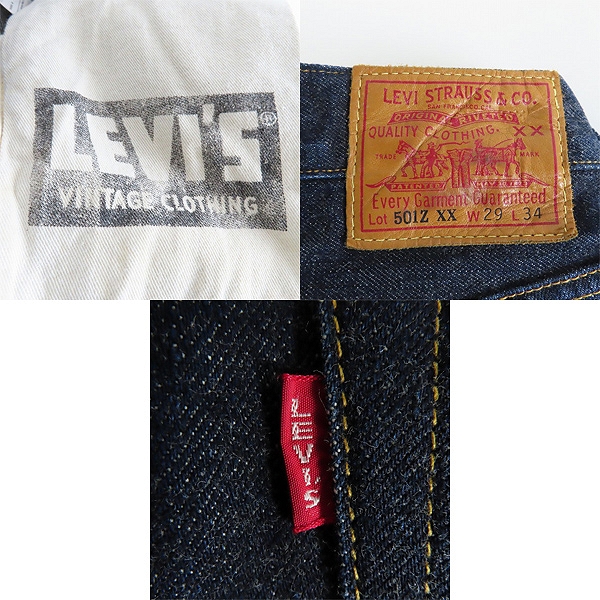 LEVI'S®
VINTAGE CLOTHING
LEVI STRAUSS & CO.
SAN FRANCISCO CAL.
ORIGINAL RIVETED
QUALITY CLOTHING. XX
TRADE MARK
PATENTED
Every Garment Guaranteed
Lot 501Z XX W 29 L 34
LEVI'S